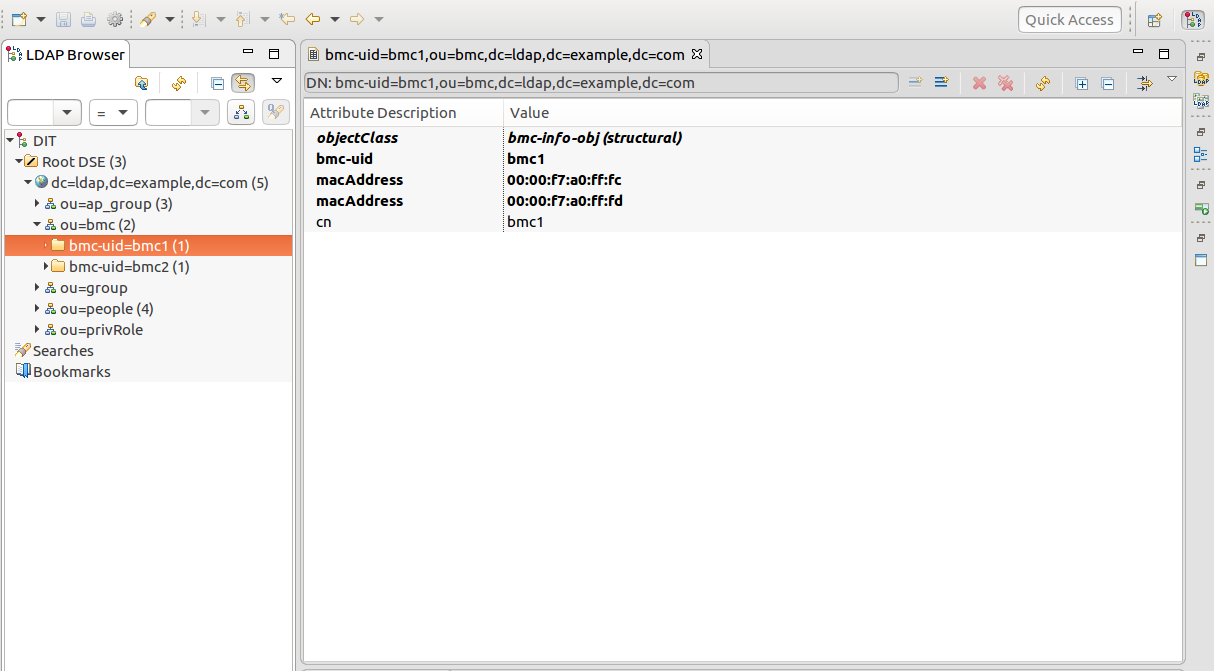 Quick Access
LDAP Browser
=
DIT
Root DSE (3)
dc=ldap,dc=example,dc=com (5)
ou=ap_group (3)
ou=bmc (2)
bmc-uid=bmc1 (1)
bmc-uid=bmc2 (1)
ou=group
ou=people (4)
ou=privRole
Searches
Bookmarks
bmc-uid=bmc1,ou=bmc,dc=ldap,dc=example,dc=com
DN: bmc-uid=bmc1,ou=bmc,dc=ldap,dc=example,dc=com
Attribute Description Value
objectClass bmc-info-obj (structural)
bmc-uid bmc1
macAddress 00:00:f7:a0:ff:fc
macAddress 00:00:f7:a0:ff:fd
cn bmc1